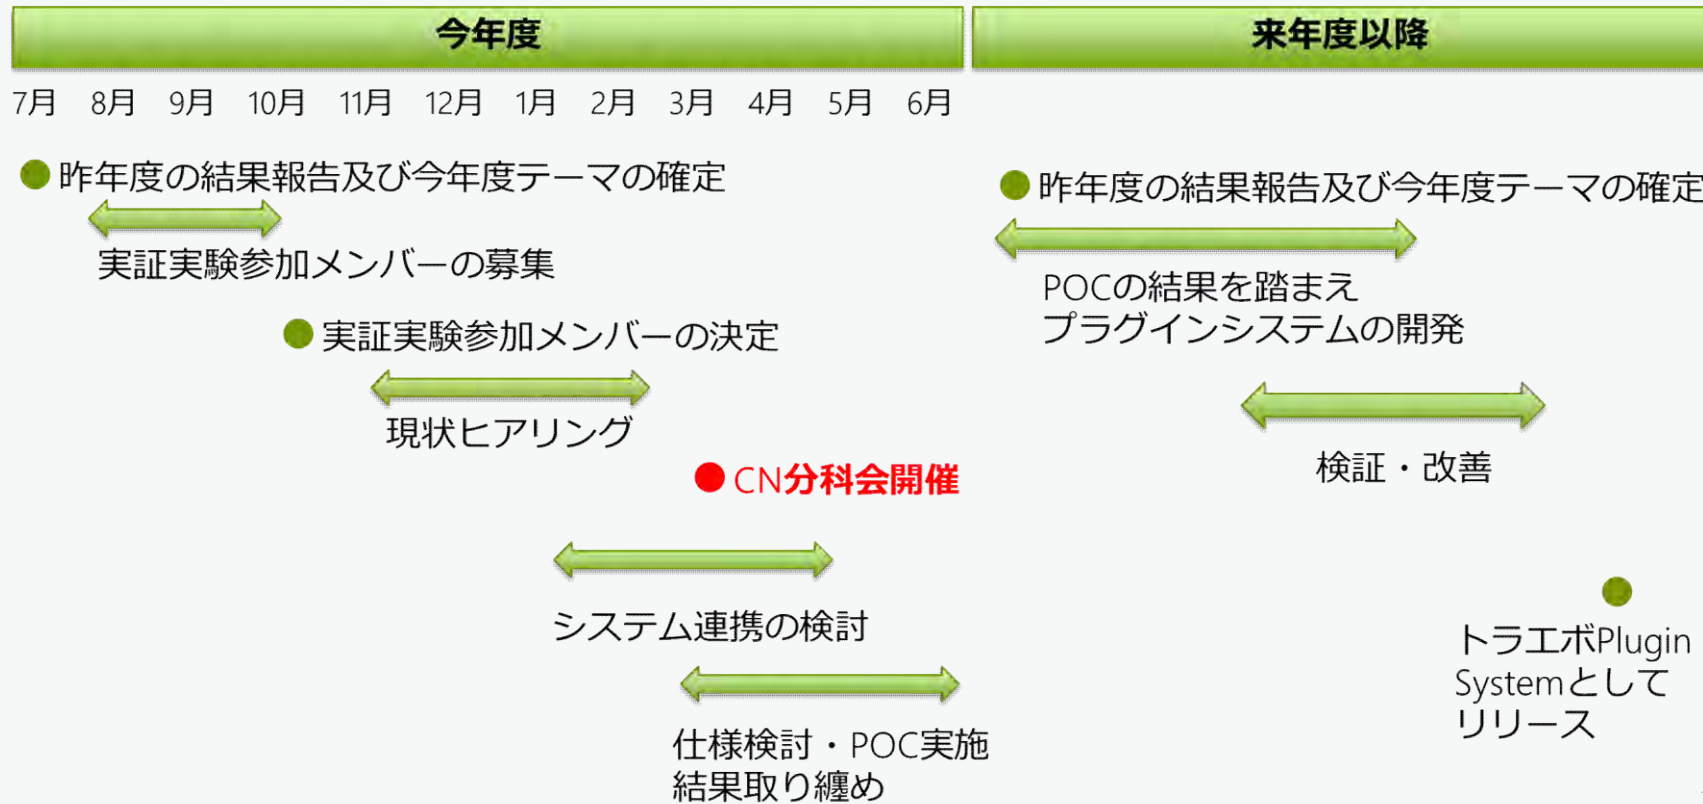 今年度
来年度以降
7月 8月 9月 10月 11月 12月 1月 2月 3月 4月 5月 6月
昨年度の結果報告及び今年度テーマの確定
実証実験参加メンバーの募集
実証実験参加メンバーの決定
現状ヒアリング
CN分科会開催
システム連携の検討
仕様検討・POC実施
結果取り纏め
昨年度の結果報告及び今年度テーマの確定
POCの結果を踏まえ
プラグインシステムの開発
検証・改善
トラエボPlugin
Systemとして
リリース